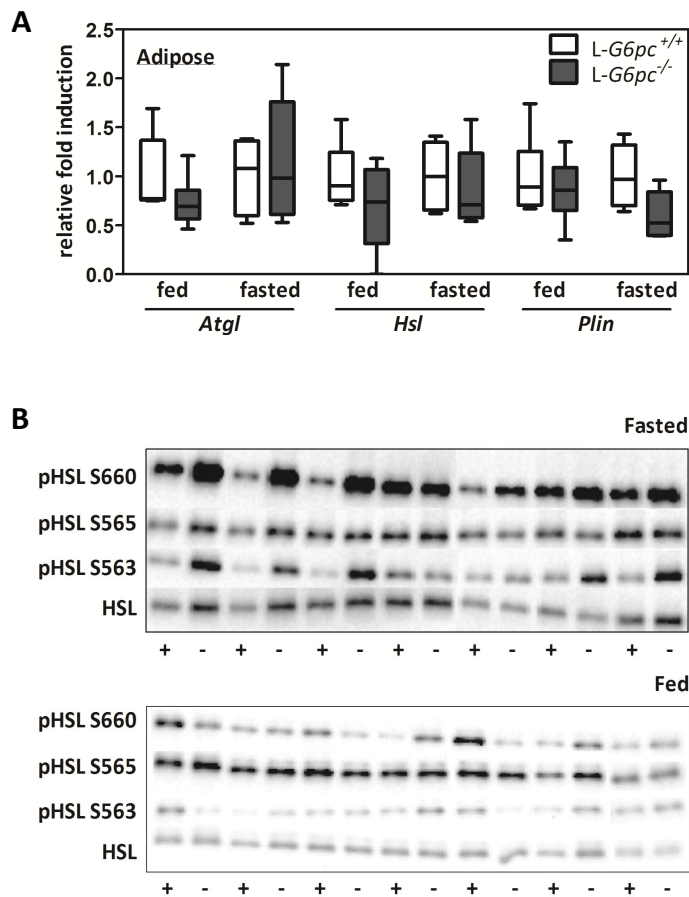 A
2.5
2.0
1.5
1.0
0.5
0.0
relative fold induction
Adipose
L-G6pc +/+
L-G6pc -/-
fed fasted fed fasted fed fasted
Atgl Hsl Plin
B
Fasted
pHSL S660
pHSL S565
pHSL S563
HSL
+ - + - + - + - + - + - + -
Fed
pHSL S660
pHSL S565
pHSL S563
HSL
+ - + - + - + - + - + - + -